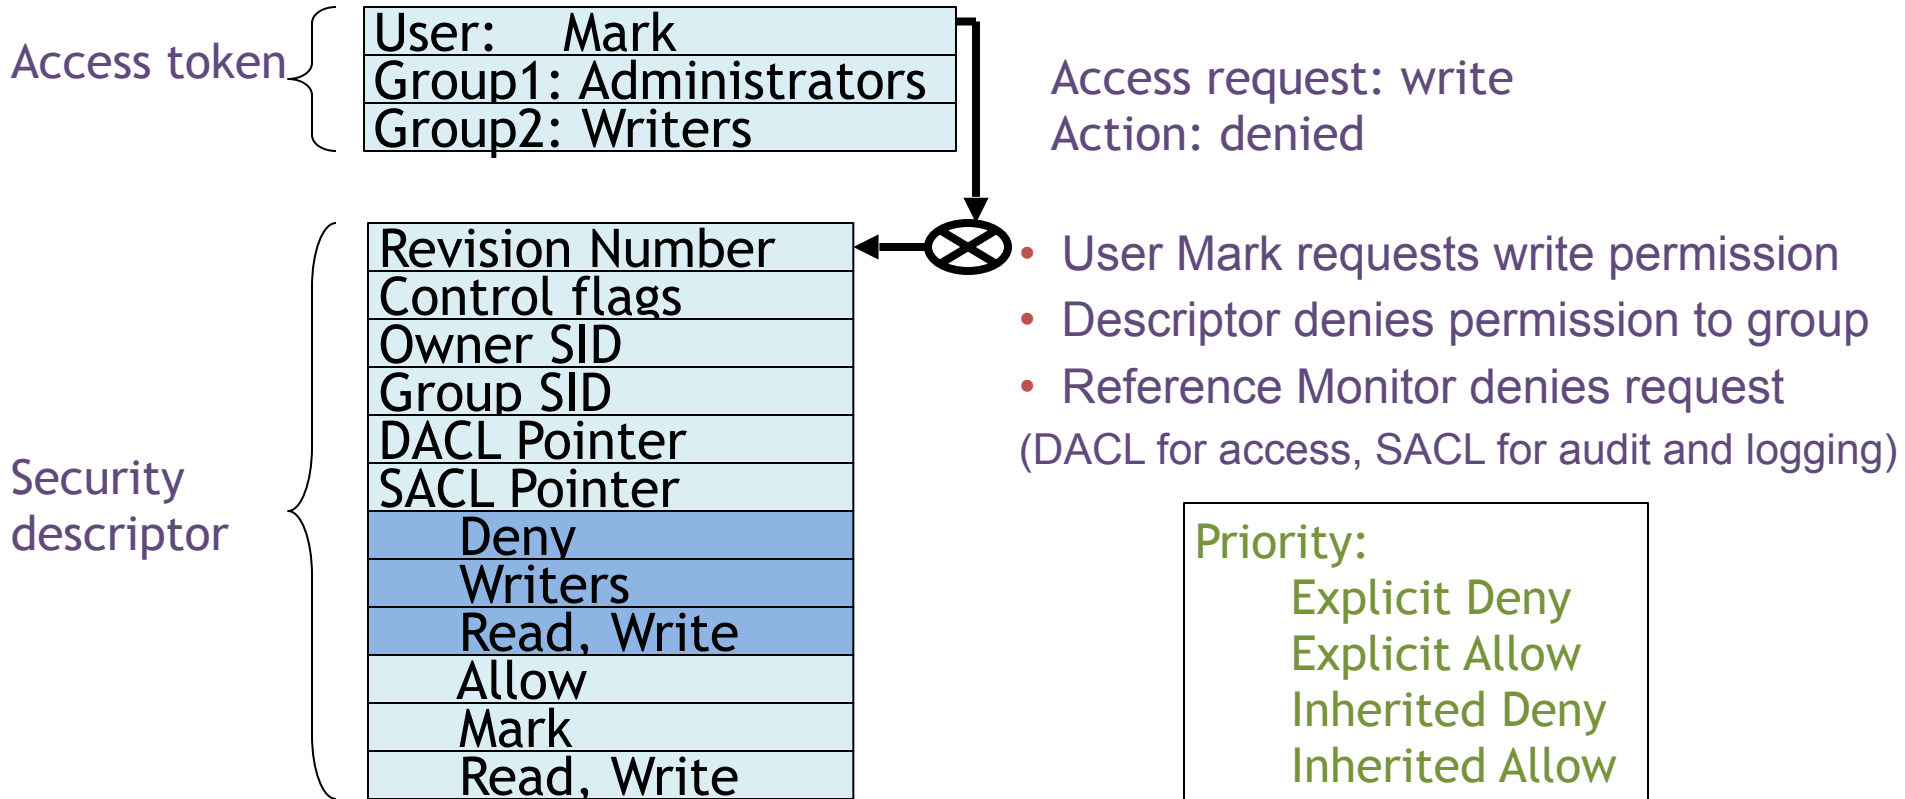 Access token
User: Mark
Group1: Administrators
Group2: Writers
Access request: write
Action: denied
Security
descriptor
Revision Number
Control flags
Owner SID
Group SID
DACL Pointer
SACL Pointer
Deny
Writers
Read, Write
Allow
Mark
Read, Write
• User Mark requests write permission
• Descriptor denies permission to group
• Reference Monitor denies request
(DACL for access, SACL for audit and logging)
Priority:
Explicit Deny
Explicit Allow
Inherited Deny
Inherited Allow